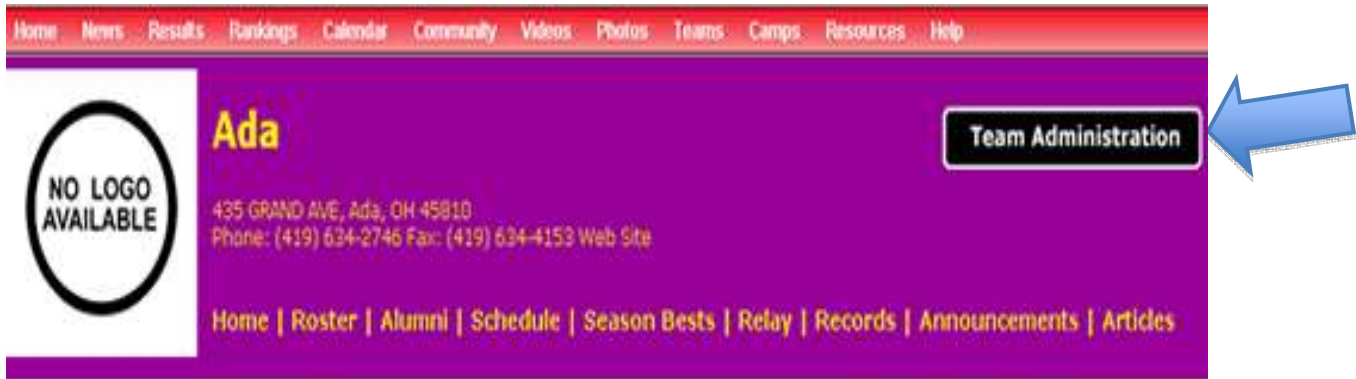 Home News Results Rankings Calendar Community Videos Photos Teams Camps Resources Help
NO LOGO
AVAILABLE
Ada
Team Administration
435 GRAND AVE, Ada, OH 45810
Phone: (419) 634-2746 Fax: (419) 634-4153 Web Site
Home | Roster | Alumni | Schedule | Season Bests | Relay | Records | Announcements | Articles